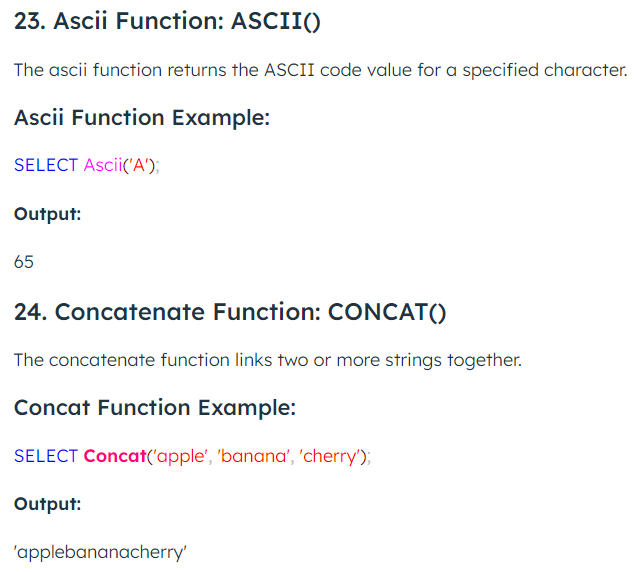 23. Ascii Function: ASCII()
The ascii function returns the ASCII code value for a specified character.
Ascii Function Example:
SELECT Ascii('A');
Output:
65
24. Concatenate Function: CONCAT()
The concatenate function links two or more strings together.
Concat Function Example:
SELECT Concat('apple', 'banana', 'cherry');
Output:
'applebananacherry'